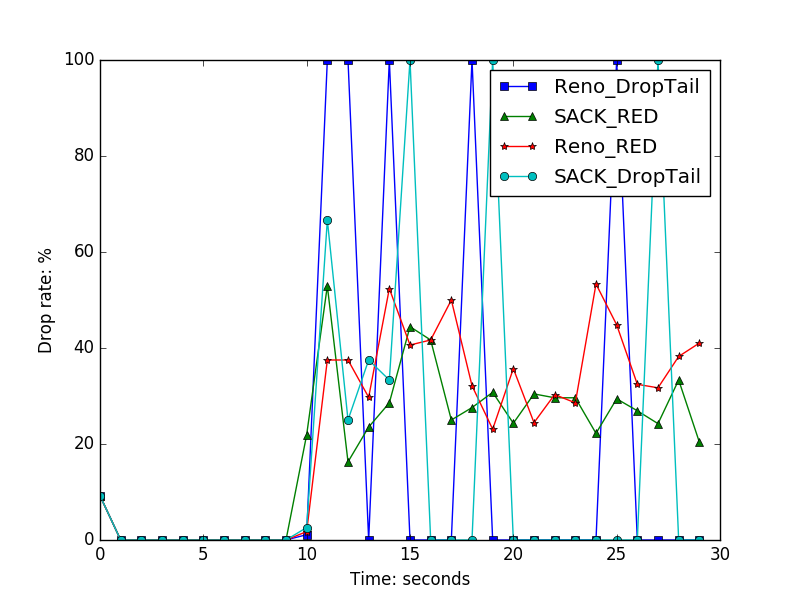 100
80
60
40
20
0
Drop rate: %
0 5 10 15 20 25 30
Time: seconds
Reno_DropTail
SACK_RED
Reno_RED
SACK_DropTail